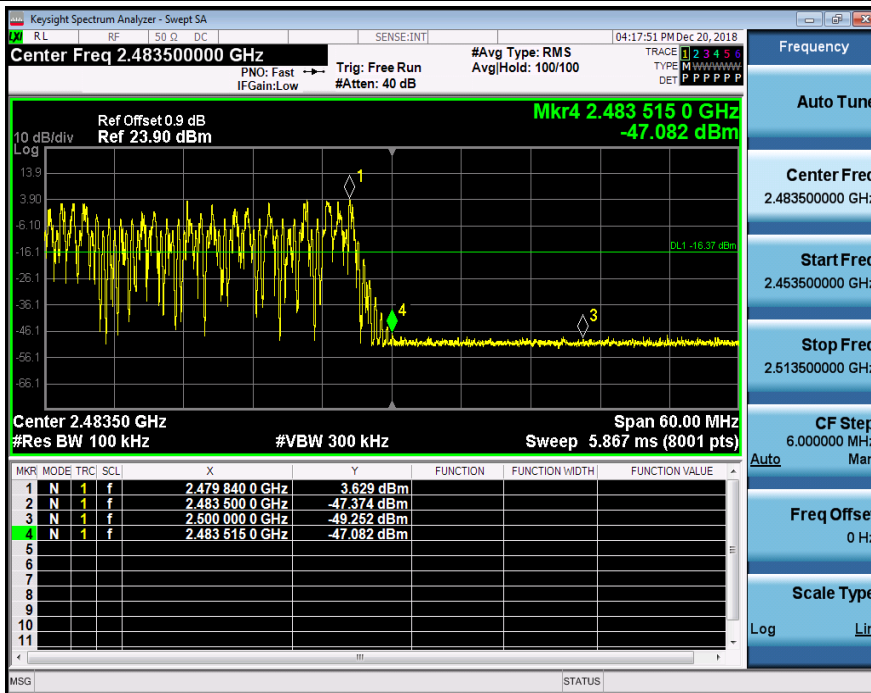 Keysight Spectrum Analyzer - Swept SA
LXI RL RF 50 Ω DC SENSE:INT 04:17:51 PM Dec 20, 2018
Center Freq 2.483500000 GHz
PNO: Fast
IFGain:Low
Trig: Free Run
#Atten: 40 dB
#Avg Type: RMS
Avg|Hold: 100/100
TRACE 1 2 3 4 5 6
TYPE M W W W W W
DET P P P P P P
Mkr4 2.483 515 0 GHz
-47.082 dBm
Ref Offset 0.9 dB
10 dB/div Ref 23.90 dBm
Log
13.9
3.90
-6.10
-16.1
-26.1
-36.1
-46.1
-56.1
-66.1
1
DL1 -16.37 dBm
4
3
Center 2.48350 GHz Span 60.00 MHz
#Res BW 100 kHz #VBW 300 kHz Sweep 5.867 ms (8001 pts)
MKR MODE TRC SCL X Y FUNCTION FUNCTION WIDTH FUNCTION VALUE
1 N 1 f 2.479 840 0 GHz 3.629 dBm
2 N 1 f 2.483 500 0 GHz -47.374 dBm
3 N 1 f 2.500 000 0 GHz -49.252 dBm
4 N 1 f 2.483 515 0 GHz -47.082 dBm
5
6
7
8
9
10
11
MSG STATUS
Frequency
Auto Tune
Center Freq
2.483500000 GHz
Start Freq
2.453500000 GHz
Stop Freq
2.513500000 GHz
CF Step
6.000000 MHz
Auto Man
Freq Offset
0 Hz
Scale Type
Log Lin